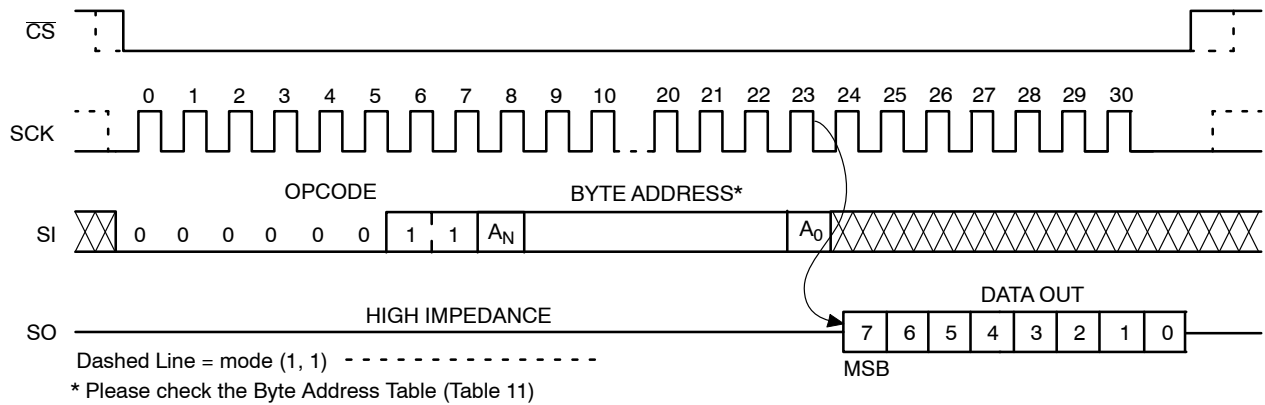 CS
0 1 2 3 4 5 6 7 8 9 10 20 21 22 23 24 25 26 27 28 29 30
SCK
OPCODE BYTE ADDRESS*
SI 0 0 0 0 0 0 1 1 AN A0
DATA OUT
HIGH IMPEDANCE
SO 7 6 5 4 3 2 1 0
Dashed Line = mode (1, 1)
MSB
* Please check the Byte Address Table (Table 11)